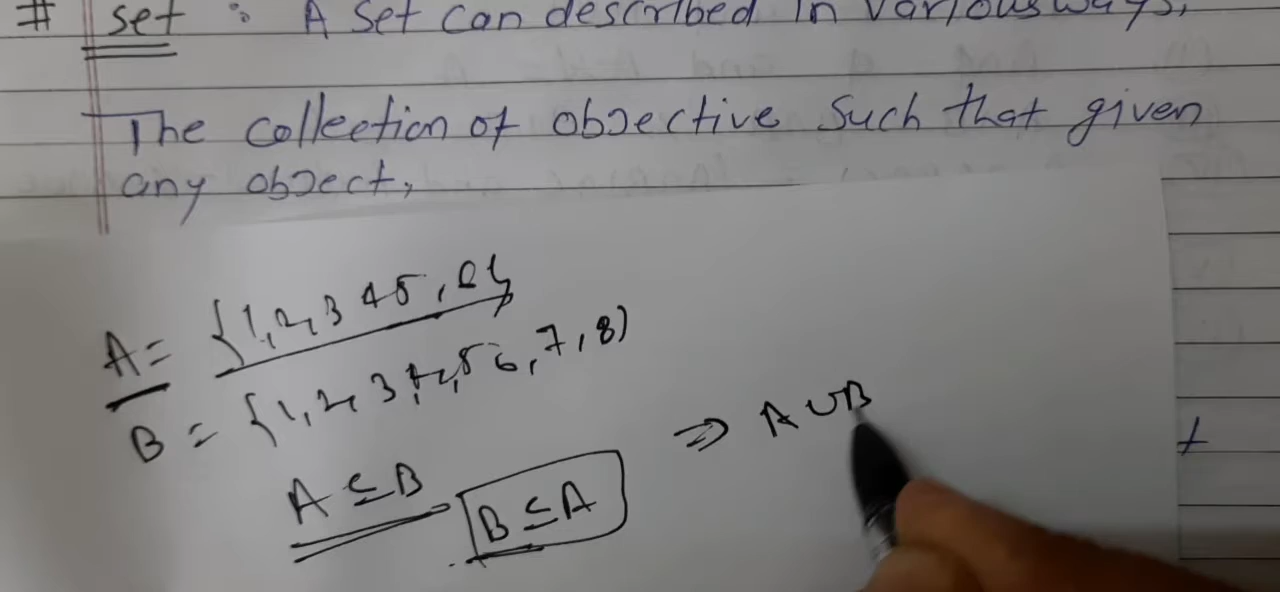 # set : A set can described in various ways.
The collection of objective such that given
any object,
A = {1, 2, 3 4 5, 6}
B = {1, 2, 3, 4, 5 6, 7, 8}
A ⊆ B
B ⊆ A
⇒ A ∪ B